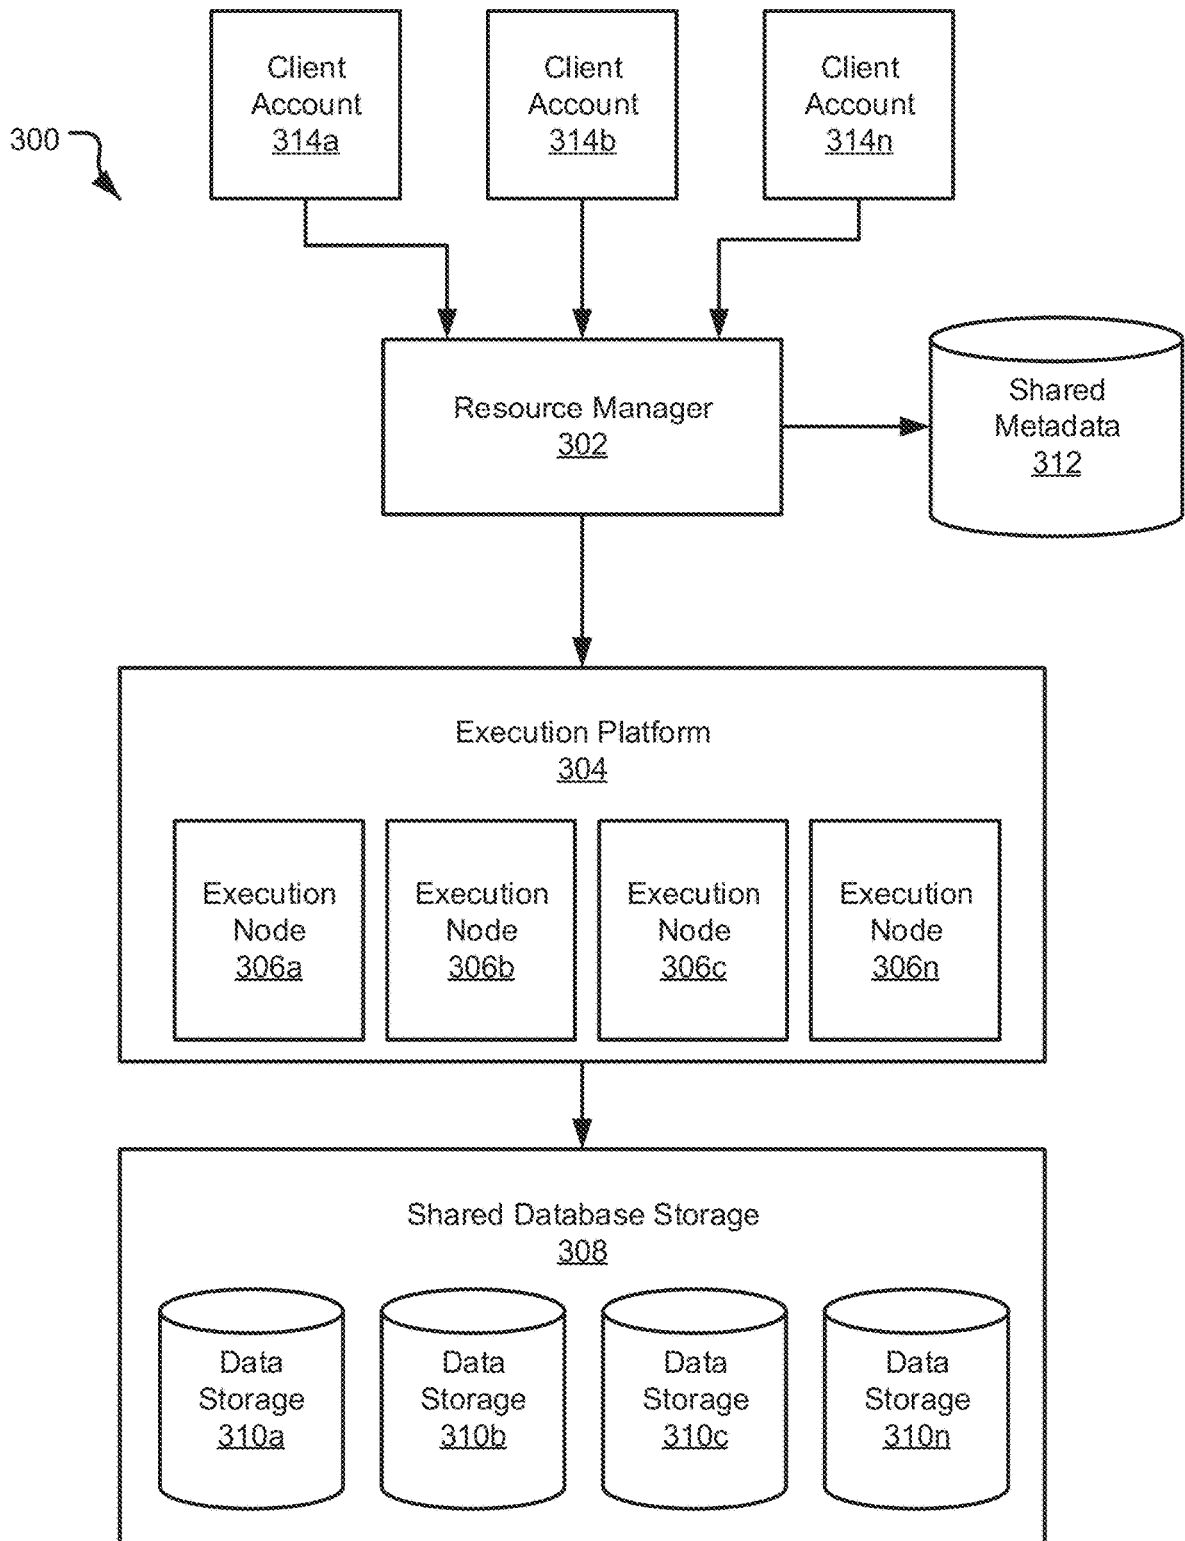 Client
Account
314a
Client
Account
314b
Client
Account
314n
300
Resource Manager
302
Shared
Metadata
312
Execution Platform
304
Execution
Node
306a
Execution
Node
306b
Execution
Node
306c
Execution
Node
306n
Shared Database Storage
308
Data
Storage
310a
Data
Storage
310b
Data
Storage
310c
Data
Storage
310n